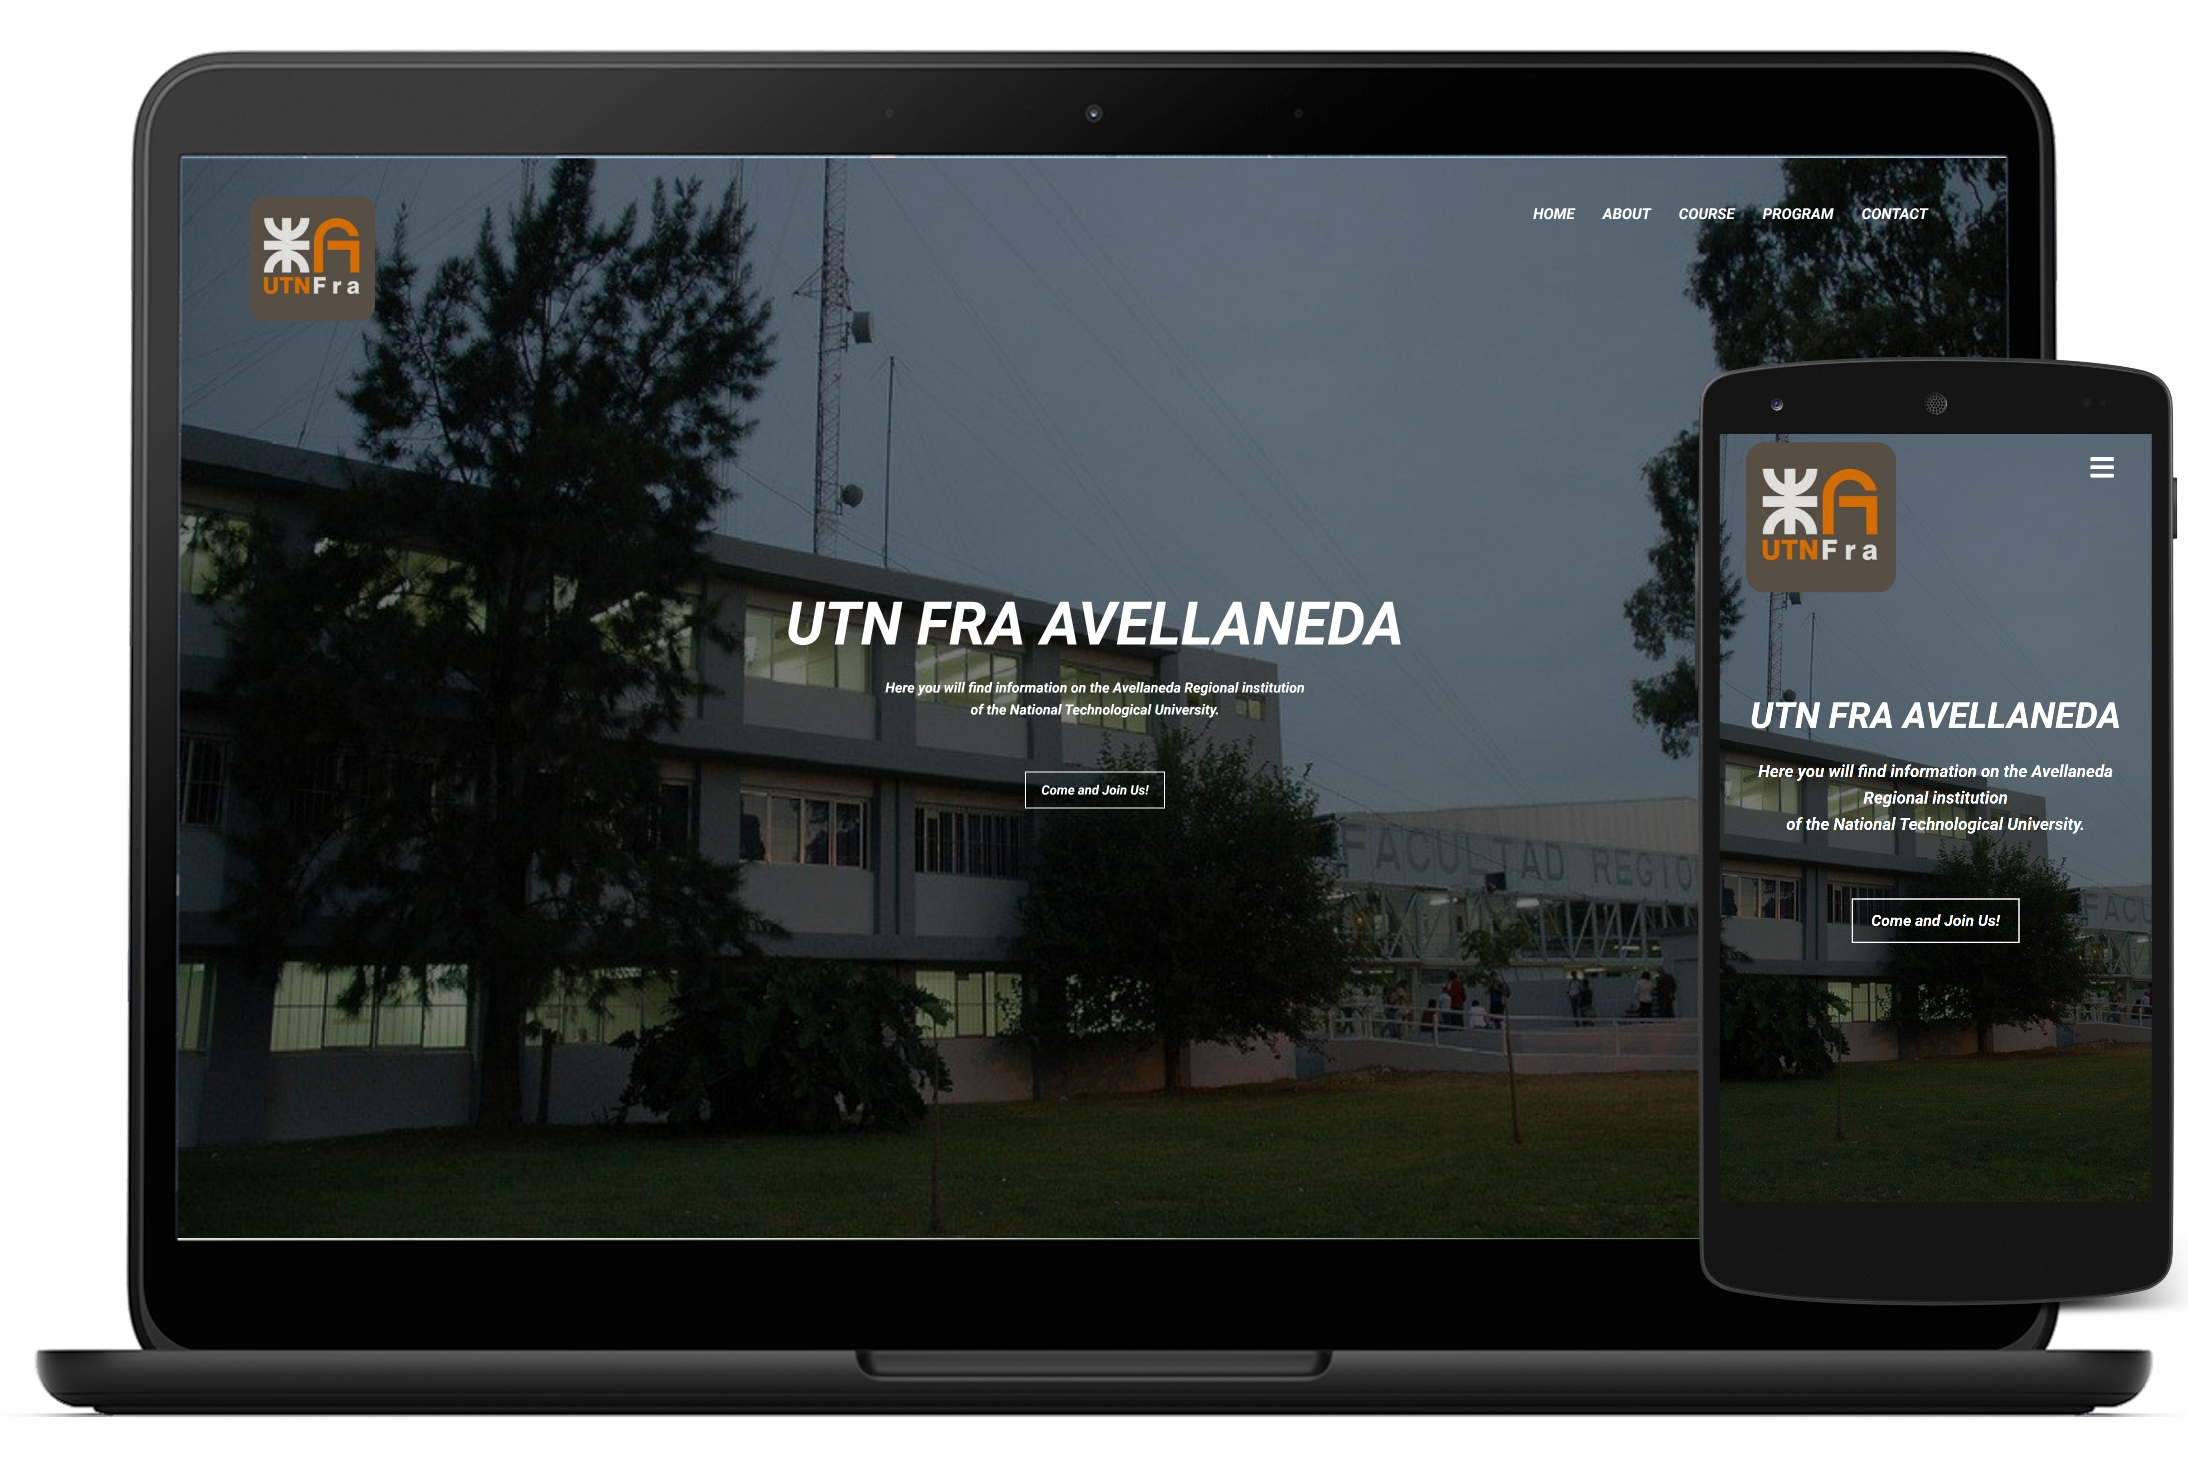 UTNFra
HOME ABOUT COURSE PROGRAM CONTACT
UTN FRA AVELLANEDA
Here you will find information on the Avellaneda Regional institution
of the National Technological University.
Come and Join Us!
FACULTAD REGIO
UTNFra
UTN FRA AVELLANEDA
Here you will find information on the Avellaneda
Regional institution
of the National Technological University.
Come and Join Us!
FACU